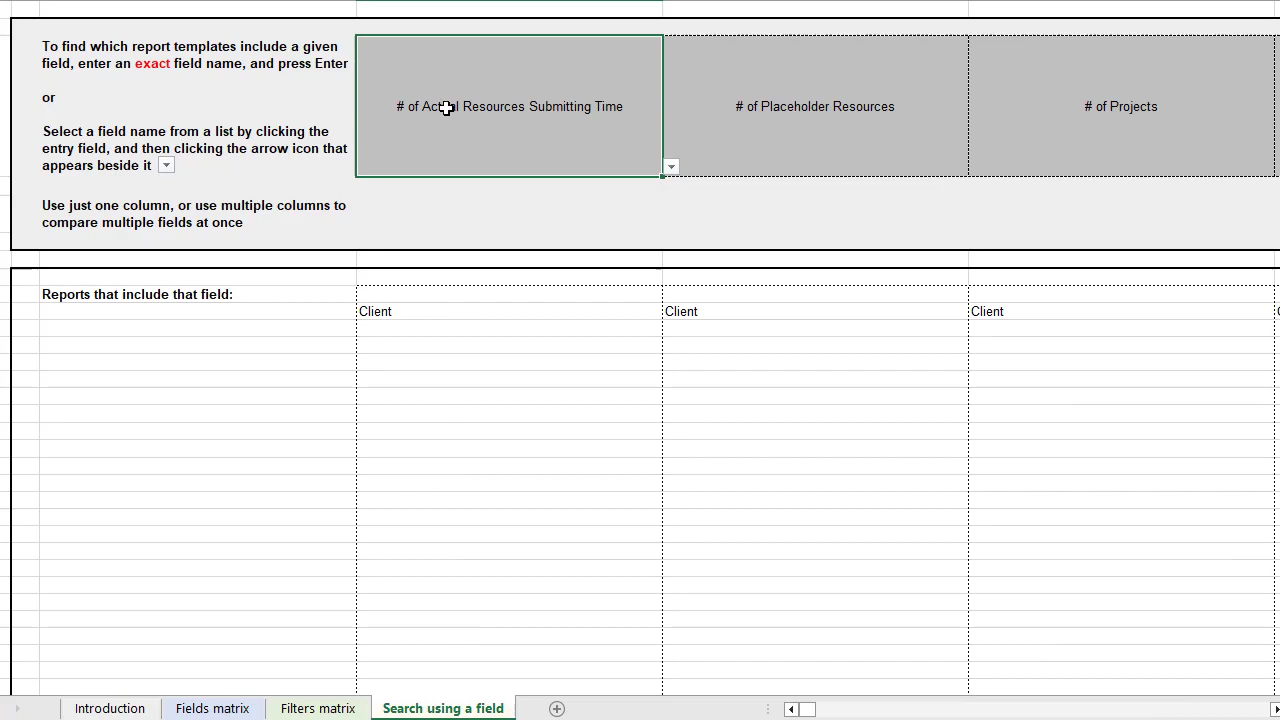 To find which report templates include a given
field, enter an exact field name, and press Enter
or
Select a field name from a list by clicking the
entry field, and then clicking the arrow icon that
appears beside it
Use just one column, or use multiple columns to
compare multiple fields at once
# of Actual Resources Submitting Time
# of Placeholder Resources
# of Projects
Reports that include that field:
Client
Client
Client
Introduction
Fields matrix
Filters matrix
Search using a field